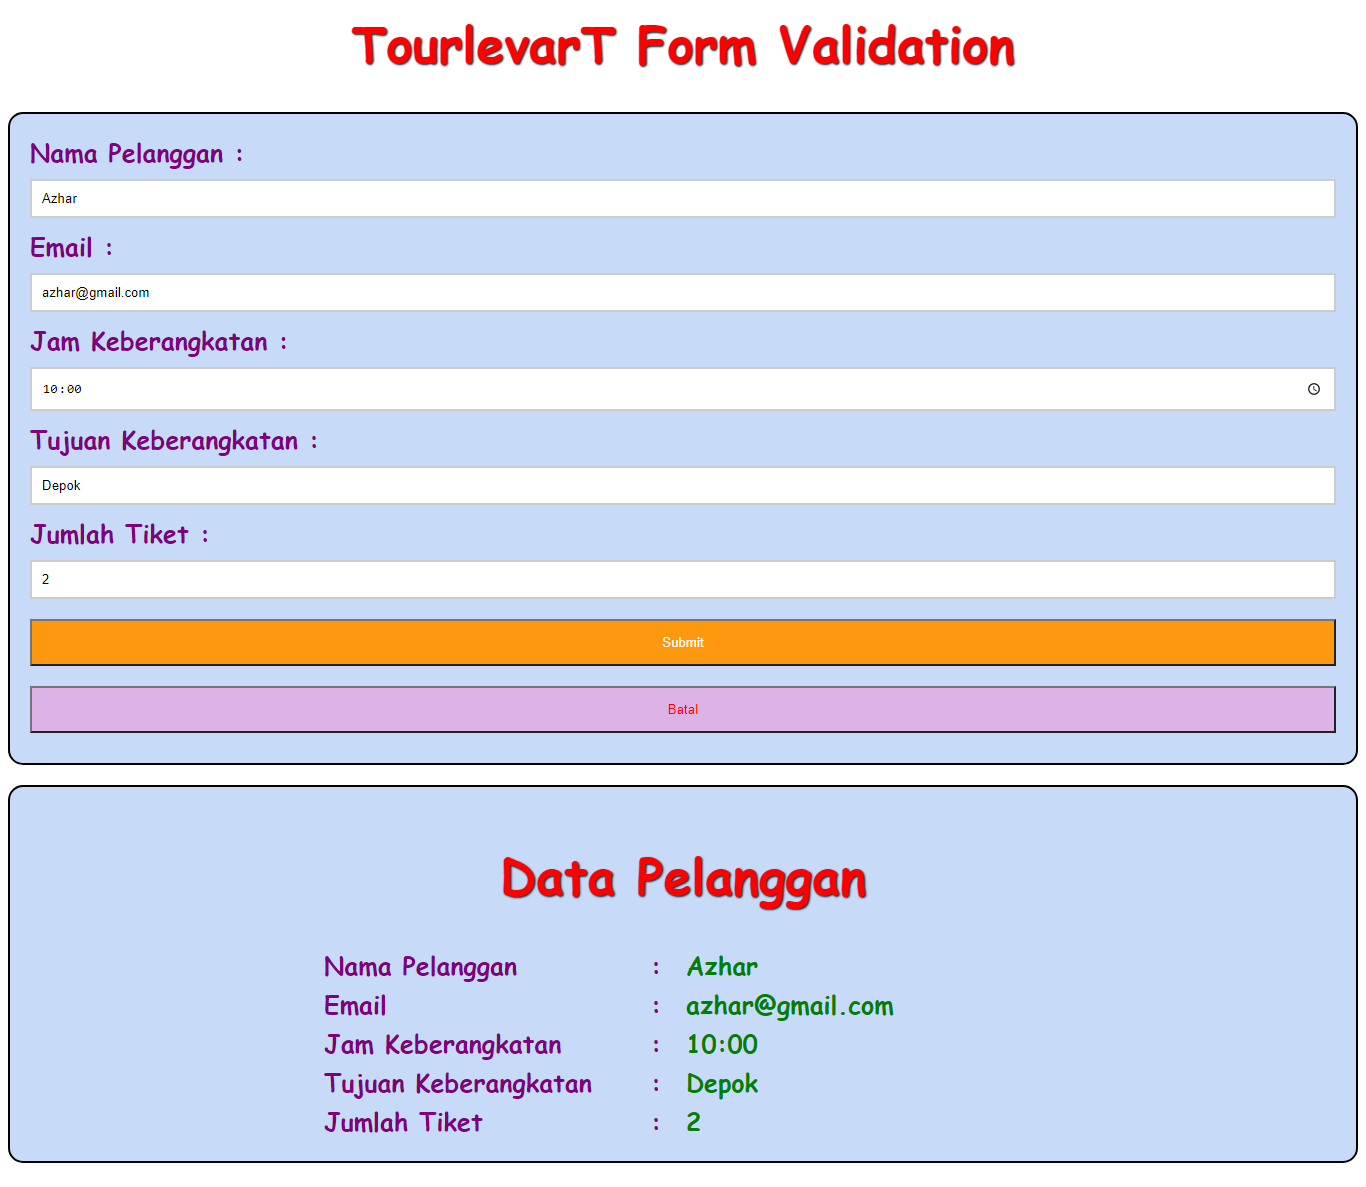 TourlevarT Form Validation
Nama Pelanggan :
Azhar
Email :
azhar@gmail.com
Jam Keberangkatan :
10:00
Tujuan Keberangkatan :
Depok
Jumlah Tiket :
2
Submit
Batal
Data Pelanggan
Nama Pelanggan : Azhar
Email : azhar@gmail.com
Jam Keberangkatan : 10:00
Tujuan Keberangkatan : Depok
Jumlah Tiket : 2